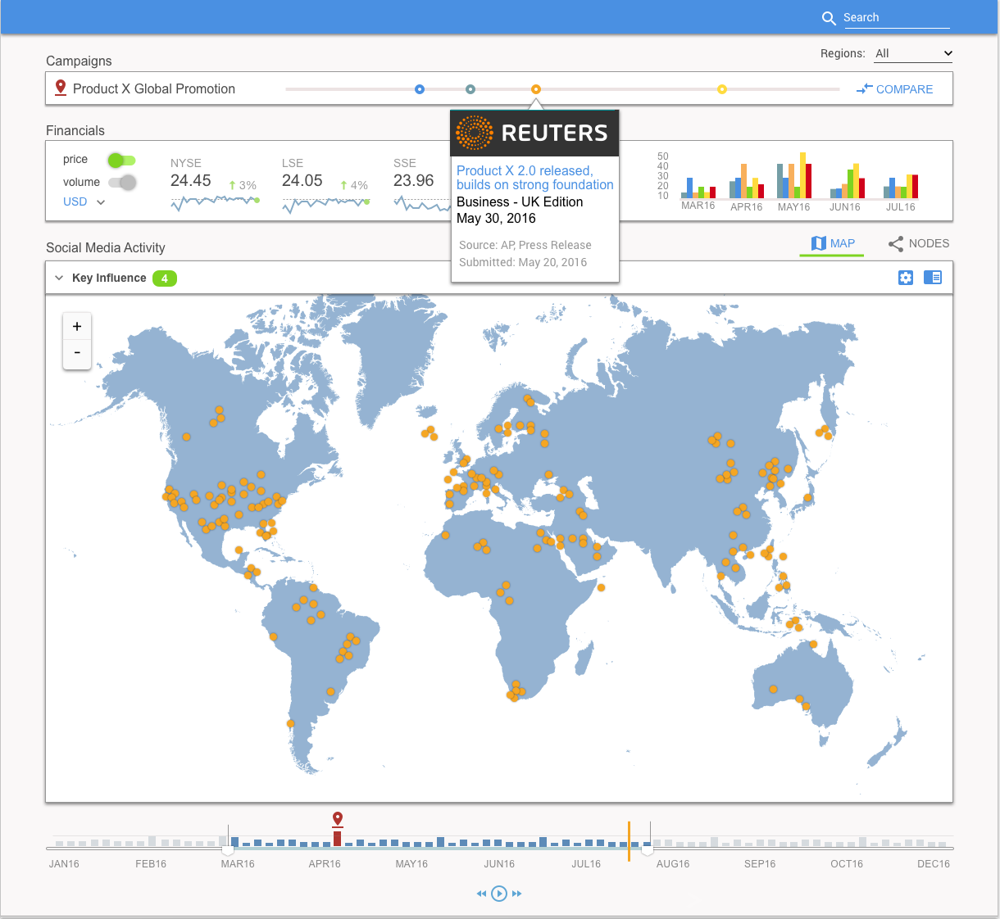 Search
Regions: All
Campaigns
Product X Global Promotion
COMPARE
REUTERS
Product X 2.0 released,
builds on strong foundation
Business - UK Edition
May 30, 2016
Source: AP, Press Release
Submitted: May 20, 2016
Financials
price
volume
USD
NYSE
24.45
3%
LSE
24.05
4%
SSE
23.96
50
40
30
20
10
MAR16 APR16 MAY16 JUN16 JUL16
Social Media Activity
MAP
NODES
Key Influence 4
+
-
JAN16 FEB16 MAR16 APR16 MAY16 JUN16 JUL16 AUG16 SEP16 OCT16 DEC16